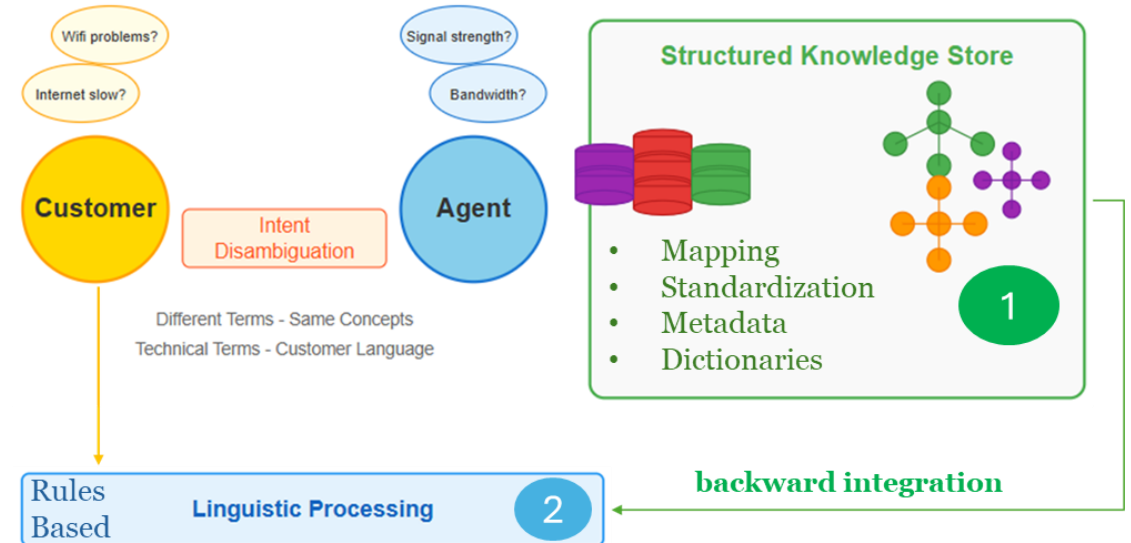 Wifi problems?
Internet slow?
Customer
Intent
Disambiguation
Signal strength?
Bandwidth?
Agent
Different Terms - Same Concepts
Technical Terms - Customer Language
Structured Knowledge Store
• Mapping
• Standardization
• Metadata
• Dictionaries
1
backward integration
Rules
Based
Linguistic Processing
2